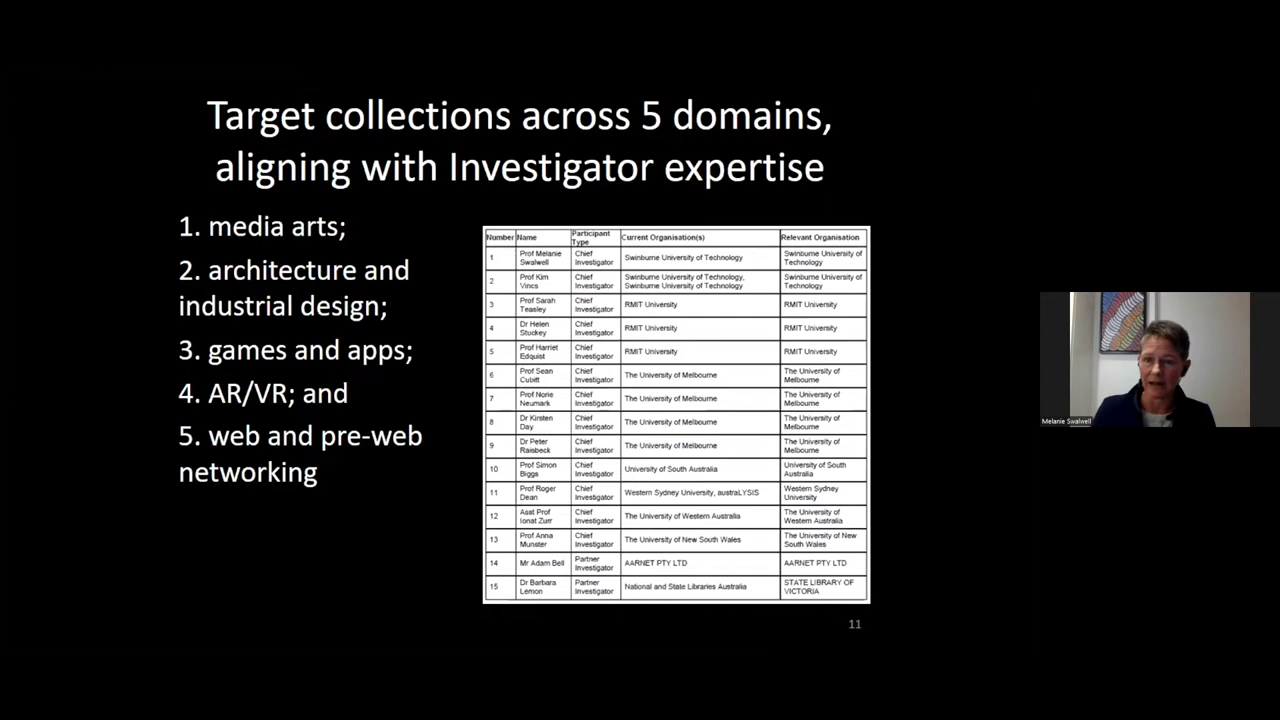 Target collections across 5 domains,
aligning with Investigator expertise
1. media arts;
2. architecture and
industrial design;
3. games and apps;
4. AR/VR; and
5. web and pre-web
networking
Number Name Participant Type Current Organisation(s) Relevant Organisation
1 Prof Melanie Swalwell Chief Investigator Swinburne University of Technology Swinburne University of Technology
2 Prof Kim Vincs Chief Investigator Swinburne University of Technology, Swinburne University of Technology Swinburne University of Technology
3 Prof Sarah Teasley Chief Investigator RMIT University RMIT University
4 Dr Helen Stuckey Chief Investigator RMIT University RMIT University
5 Prof Harriet Edquist Chief Investigator RMIT University RMIT University
6 Prof Sean Cubitt Chief Investigator The University of Melbourne The University of Melbourne
7 Prof Norie Neumark Chief Investigator The University of Melbourne The University of Melbourne
8 Dr Kirsten Day Chief Investigator The University of Melbourne The University of Melbourne
9 Dr Peter Raisbeck Chief Investigator The University of Melbourne The University of Melbourne
10 Prof Simon Biggs Chief Investigator University of South Australia University of South Australia
11 Prof Roger Dean Chief Investigator Western Sydney University, austraLYSIS Western Sydney University
12 Asst Prof Ionat Zurr Chief Investigator The University of Western Australia The University of Western Australia
13 Prof Anna Munster Chief Investigator The University of New South Wales The University of New South Wales
14 Mr Adam Bell Partner Investigator AARNET PTY LTD AARNET PTY LTD
15 Dr Barbara Lemon Partner Investigator National and State Libraries Australia STATE LIBRARY OF VICTORIA
11
Melanie Swalwell